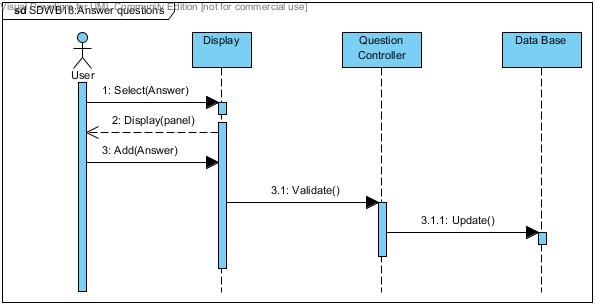 Visual Paradigm for UML Community Edition [not for commercial use]
sd SDWB18:Answer questions
Display
Question
Controller
Data Base
User
1: Select(Answer)
2: Display(panel)
3: Add(Answer)
3.1: Validate()
3.1.1: Update()